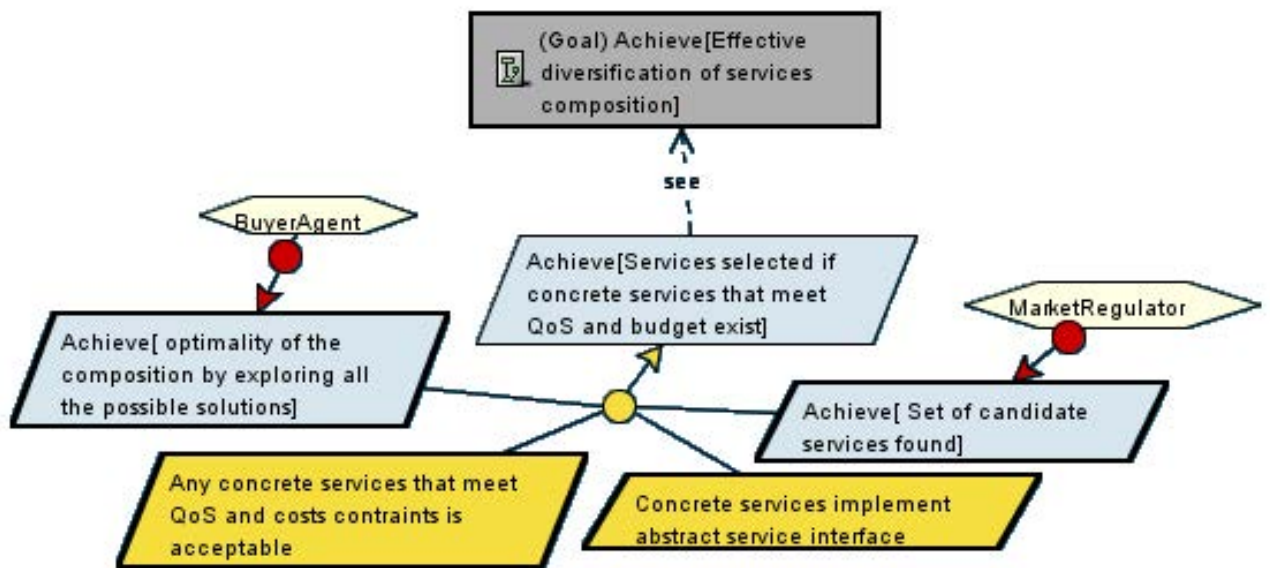 (Goal) Achieve[Effective
diversification of services
composition]
see
BuyerAgent
Achieve[Services selected if
concrete services that meet
QoS and budget exist]
MarketRegulator
Achieve[ optimality of the
composition by exploring all
the possible solutions]
Achieve[ Set of candidate
services found]
Any concrete services that meet
QoS and costs contraints is
acceptable
Concrete services implement
abstract service interface